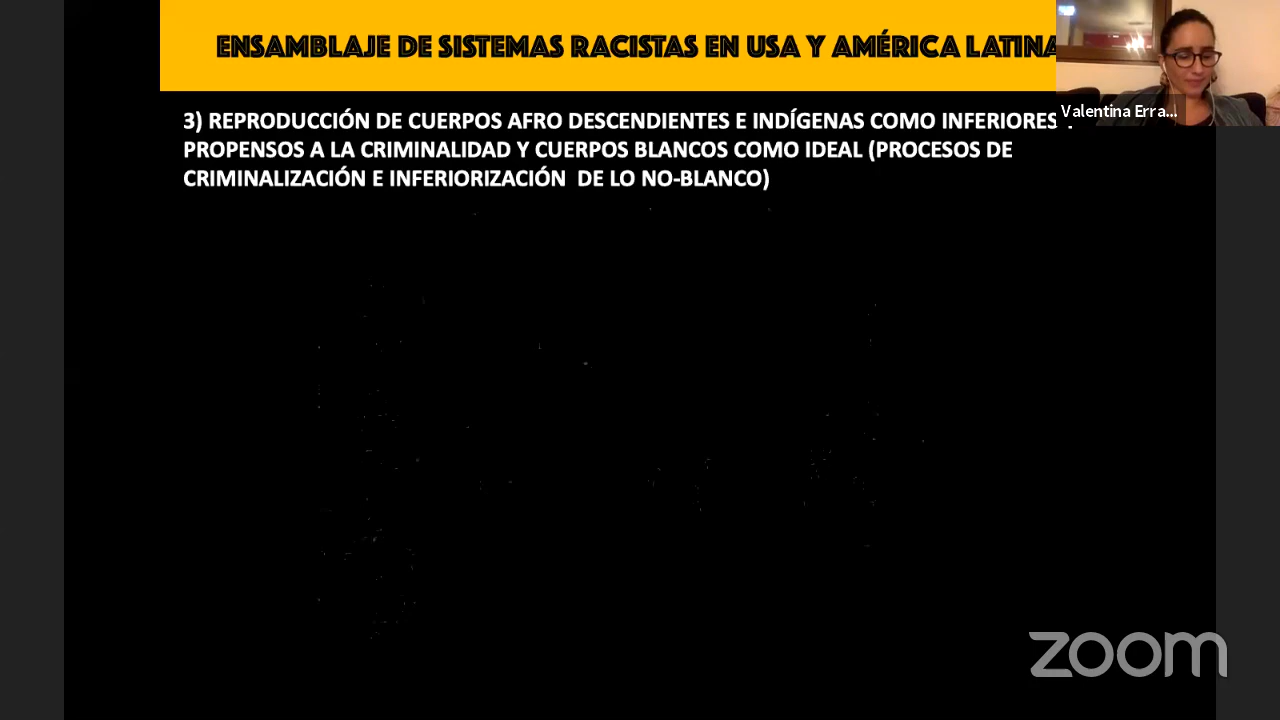 ENSAMBLAJE DE SISTEMAS RACISTAS EN USA Y AMÉRICA LATINA
Valentina Erra...
3) REPRODUCCIÓN DE CUERPOS AFRO DESCENDIENTES E INDÍGENAS COMO INFERIORES
PROPENSOS A LA CRIMINALIDAD Y CUERPOS BLANCOS COMO IDEAL (PROCESOS DE
CRIMINALIZACIÓN E INFERIORIZACIÓN DE LO NO-BLANCO)
zoom